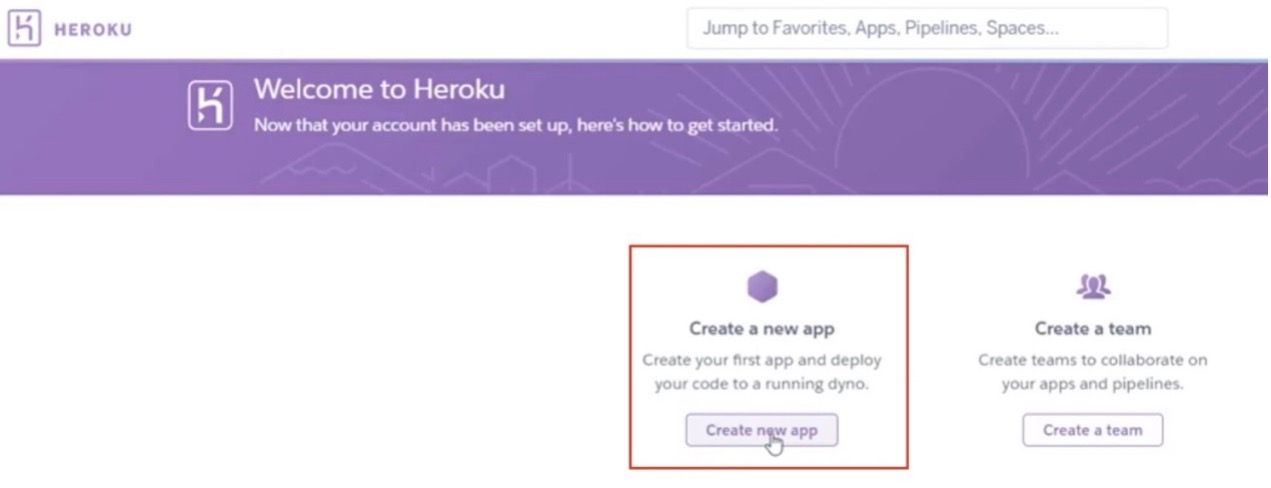 HEROKU
Jump to Favorites, Apps, Pipelines, Spaces...
Welcome to Heroku
Now that your account has been set up, here's how to get started.
Create a new app
Create your first app and deploy
your code to a running dyno.
Create new app
Create a team
Create teams to collaborate on
your apps and pipelines.
Create a team